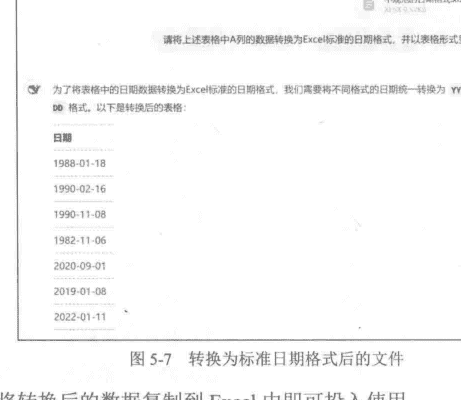 请将上述表格中A列的数据转换为Excel标准的日期格式，并以表格形式
为了将表格中的日期数据转换为Excel标准的日期格式，我们需要将不同格式的日期统一转换为 YY
DD 格式。以下是转换后的表格：
日期
1988-01-18
1990-02-16
1990-11-08
1982-11-06
2020-09-01
2019-01-08
2022-01-11
图 5-7 转换为标准日期格式后的文件
将转换后的数据复制到 Excel 中即可投入使用